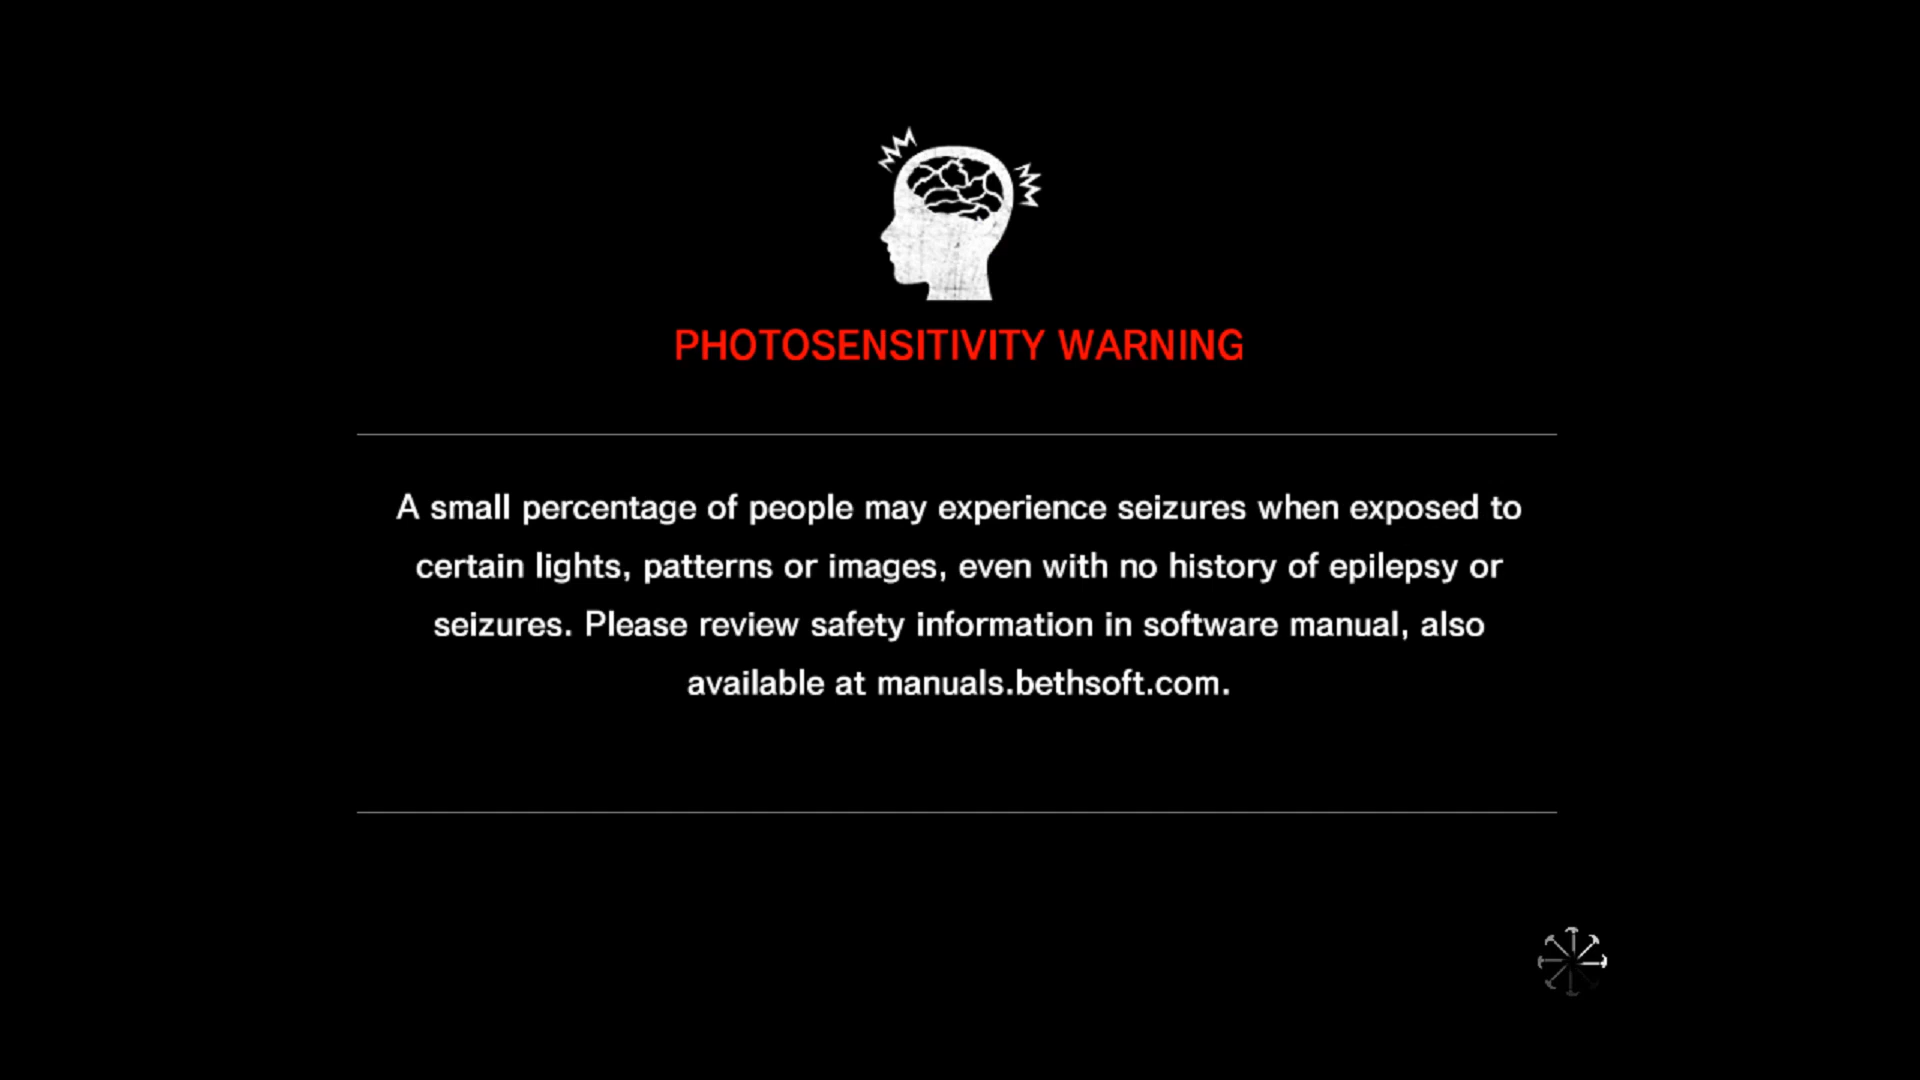 PHOTOSENSITIVITY WARNING
A small percentage of people may experience seizures when exposed to
certain lights, patterns or images, even with no history of epilepsy or
seizures. Please review safety information in software manual, also
available at manuals.bethsoft.com.